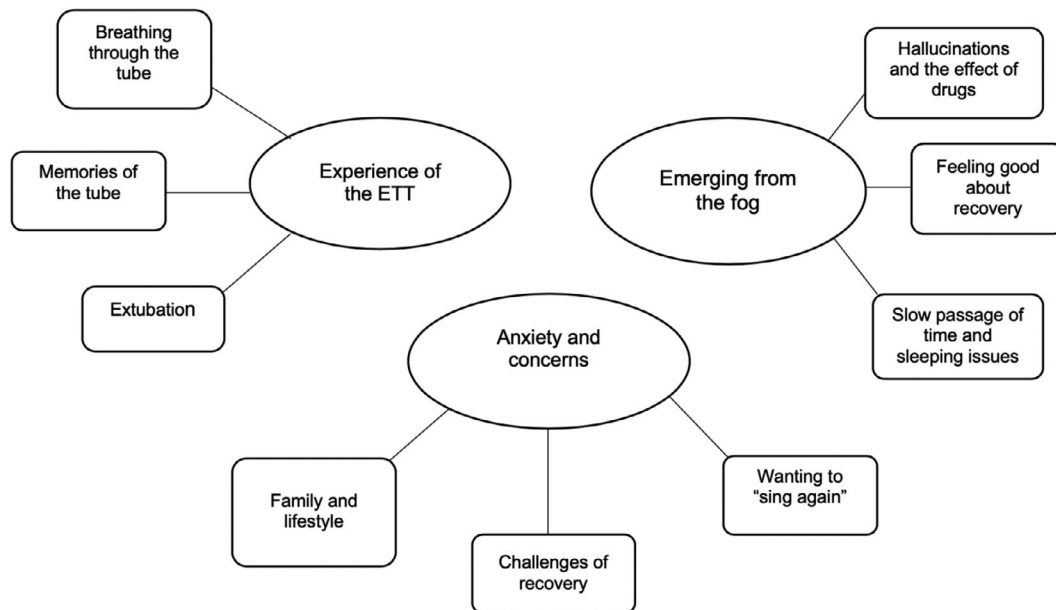 Breathing
through the
tube
Memories of
the tube
Extubation
Experience of
the ETT
Hallucinations
and the effect of
drugs
Feeling good
about
recovery
Slow passage of
time and
sleeping issues
Emerging from
the fog
Anxiety and
concerns
Family and
lifestyle
Challenges of
recovery
Wanting to
“sing again”